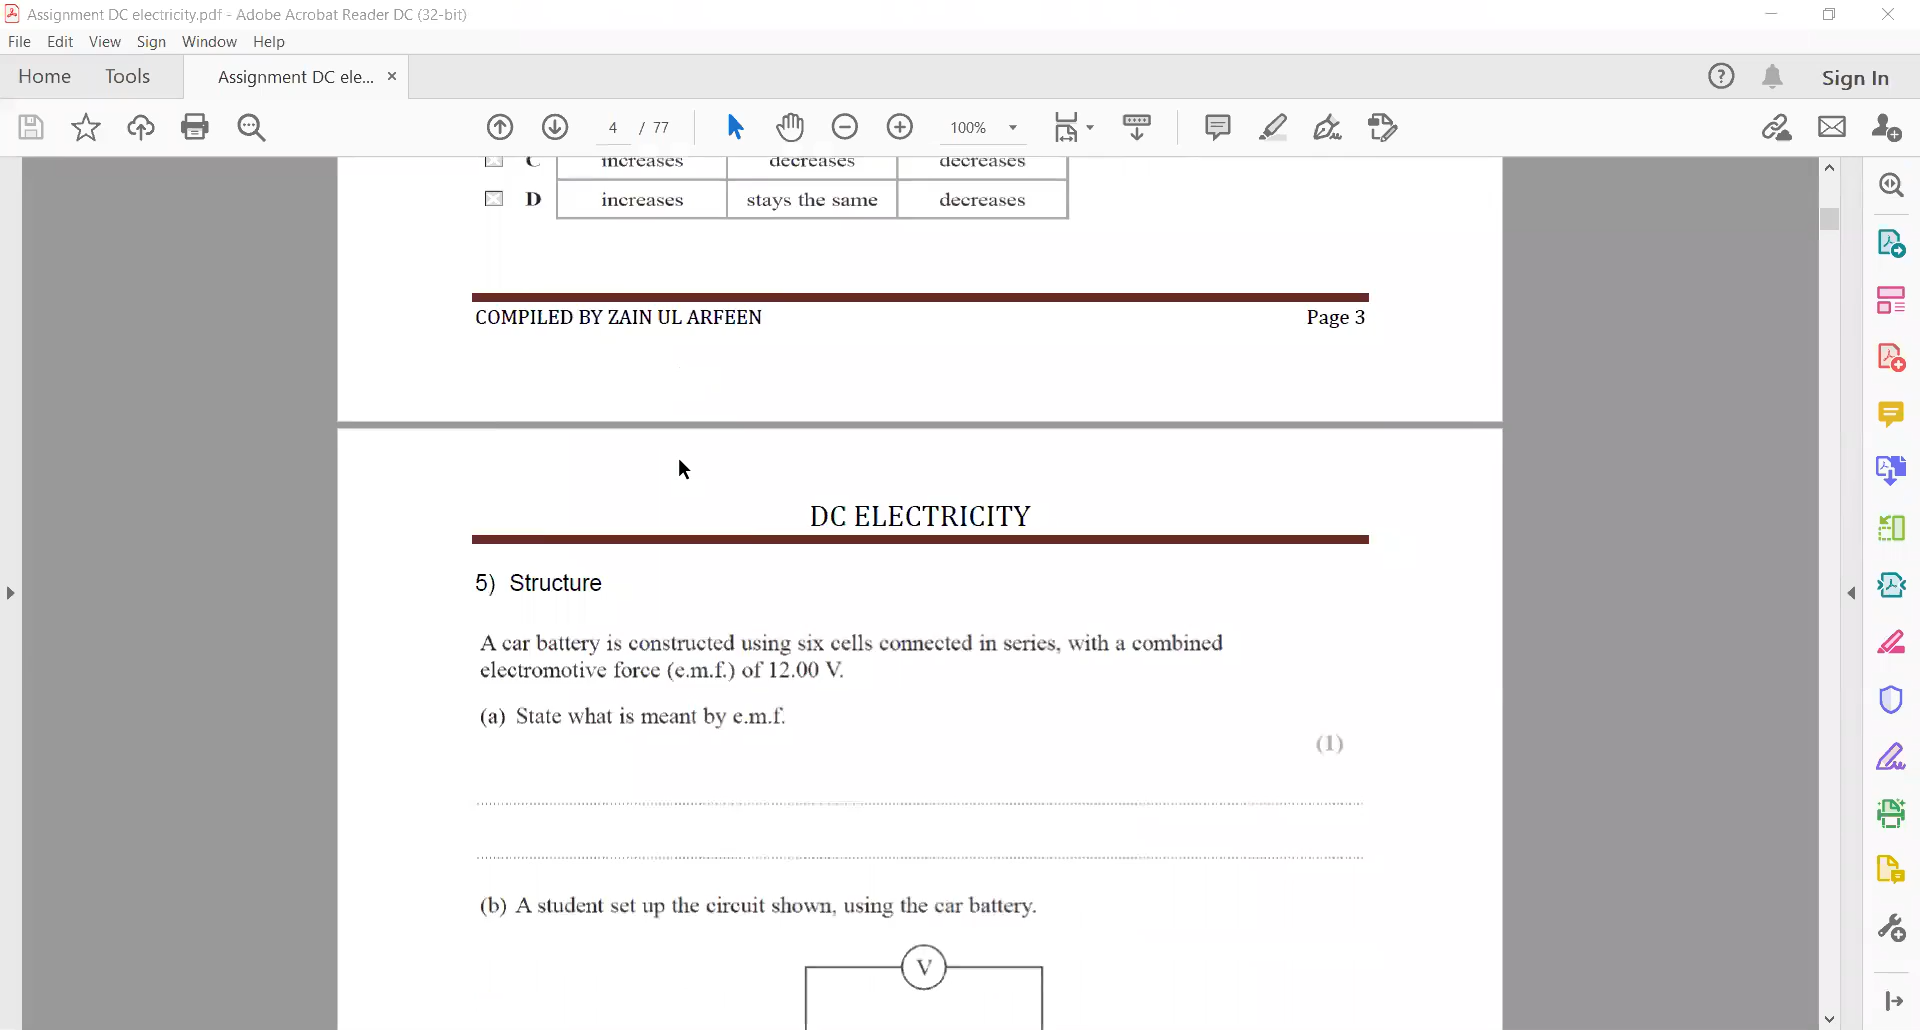 Assignment DC electricity.pdf - Adobe Acrobat Reader DC (32-bit)
File Edit View Sign Window Help
Home Tools Assignment DC ele... × Sign In
4 / 77 100%
C increases decreases decreases
D increases stays the same decreases
COMPILED BY ZAIN UL ARFEEN Page 3
DC ELECTRICITY
5) Structure
A car battery is constructed using six cells connected in series, with a combined
electromotive force (e.m.f.) of 12.00 V.
(a) State what is meant by e.m.f.
(1)
(b) A student set up the circuit shown, using the car battery.
V